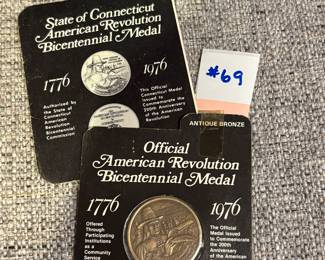 State of Connecticut
American Revolution
Bicentennial Medal
1776
1976
Authorized by
the State of
Connecticut
American
Revolution
Bicentennial
Commission
This Official
Connecticut Medal
Issued to
Commemorate the
200th Anniversary
of the American
Revolution.
#69
ANTIQUE BRONZE
Official
American Revolution
Bicentennial Medal
1776
1976
Offered
Through
Participating
Institutions
as a
Community
Service
The Official
Medal Issued
to Commemorate
the 200th
Anniversary
of the American